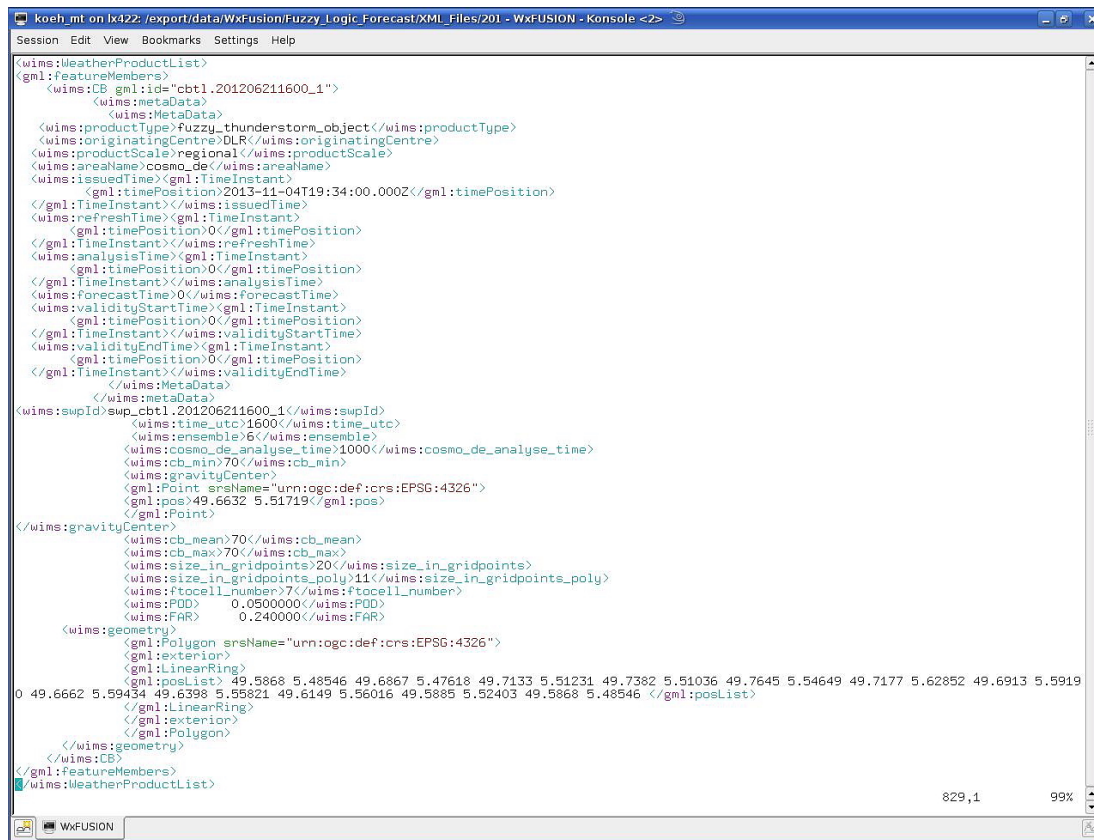 koeh_mt on lx422: /export/data/WxFusion/Fuzzy_Logic_Forecast/XML_Files/201 - WxFUSION - Konsole <2>
Session Edit View Bookmarks Settings Help
<wims:WeatherProductList>
<gml:featureMembers>
<wims:CB gml:id="cbtl.201206211600_1">
<wims:metaData>
<wims:MetaData>
<wims:productType>fuzzy_thunderstorm_object</wims:productType>
<wims:originatingCentre>DLR</wims:originatingCentre>
<wims:productScale>regional</wims:productScale>
<wims:areaName>cosmo_de</wims:areaName>
<wims:issuedTime><gml:TimeInstant>
<gml:timePosition>2013-11-04T19:34:00.000Z</gml:timePosition>
</gml:TimeInstant></wims:issuedTime>
<wims:refreshTime><gml:TimeInstant>
<gml:timePosition>0</gml:timePosition>
</gml:TimeInstant></wims:refreshTime>
<wims:analysisTime><gml:TimeInstant>
<gml:timePosition>0</gml:timePosition>
</gml:TimeInstant></wims:analysisTime>
<wims:forecastTime>0</wims:forecastTime>
<wims:validityStartTime><gml:TimeInstant>
<gml:timePosition>0</gml:timePosition>
</gml:TimeInstant></wims:validityStartTime>
<wims:validityEndTime><gml:TimeInstant>
<gml:timePosition>0</gml:timePosition>
</gml:TimeInstant></wims:validityEndTime>
</wims:MetaData>
</wims:metaData>
<wims:swpId>swp_cbtl.201206211600_1</wims:swpId>
<wims:time_utc>1600</wims:time_utc>
<wims:ensemble>6</wims:ensemble>
<wims:cosmo_de_analyse_time>1000</wims:cosmo_de_analyse_time>
<wims:cb_min>70</wims:cb_min>
<wims:gravityCenter>
<gml:Point srsName="urn:ogc:def:crs:EPSG:4326">
<gml:pos>49.6632 5.51719</gml:pos>
</gml:Point>
</wims:gravityCenter>
<wims:cb_mean>70</wims:cb_mean>
<wims:cb_max>70</wims:cb_max>
<wims:size_in_gridpoints>20</wims:size_in_gridpoints>
<wims:size_in_gridpoints_poly>11</wims:size_in_gridpoints_poly>
<wims:ftocell_number>7</wims:ftocell_number>
<wims:POD> 0.0500000</wims:POD>
<wims:FAR> 0.240000</wims:FAR>
<wims:geometry>
<gml:Polygon srsName="urn:ogc:def:crs:EPSG:4326">
<gml:exterior>
<gml:LinearRing>
<gml:posList> 49.5868 5.48546 49.6867 5.47618 49.7133 5.51231 49.7382 5.51036 49.7645 5.54649 49.7177 5.62852 49.6913 5.5919
0 49.6662 5.59434 49.6398 5.55821 49.6149 5.56016 49.5885 5.52403 49.5868 5.48546 </gml:posList>
</gml:LinearRing>
</gml:exterior>
</gml:Polygon>
</wims:geometry>
</wims:CB>
</gml:featureMembers>
</wims:WeatherProductList>
829,1 99%
WxFUSION